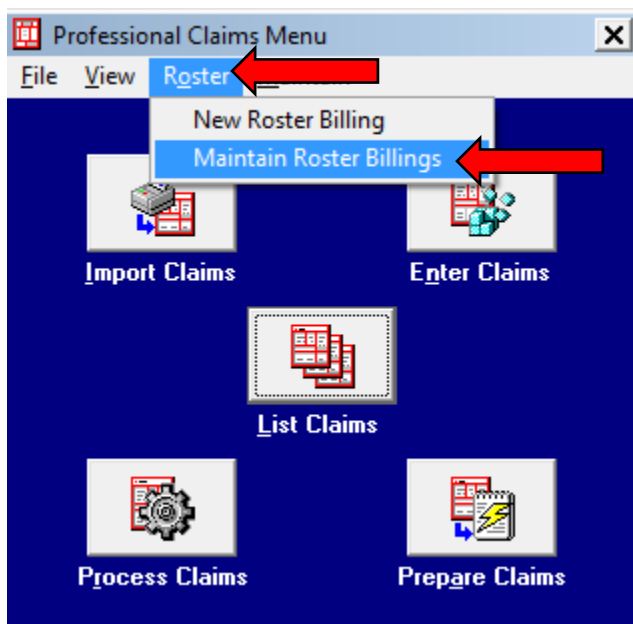 Professional Claims Menu
File View Roster
New Roster Billing
Maintain Roster Billings
Import Claims Enter Claims
List Claims
Process Claims Prepare Claims